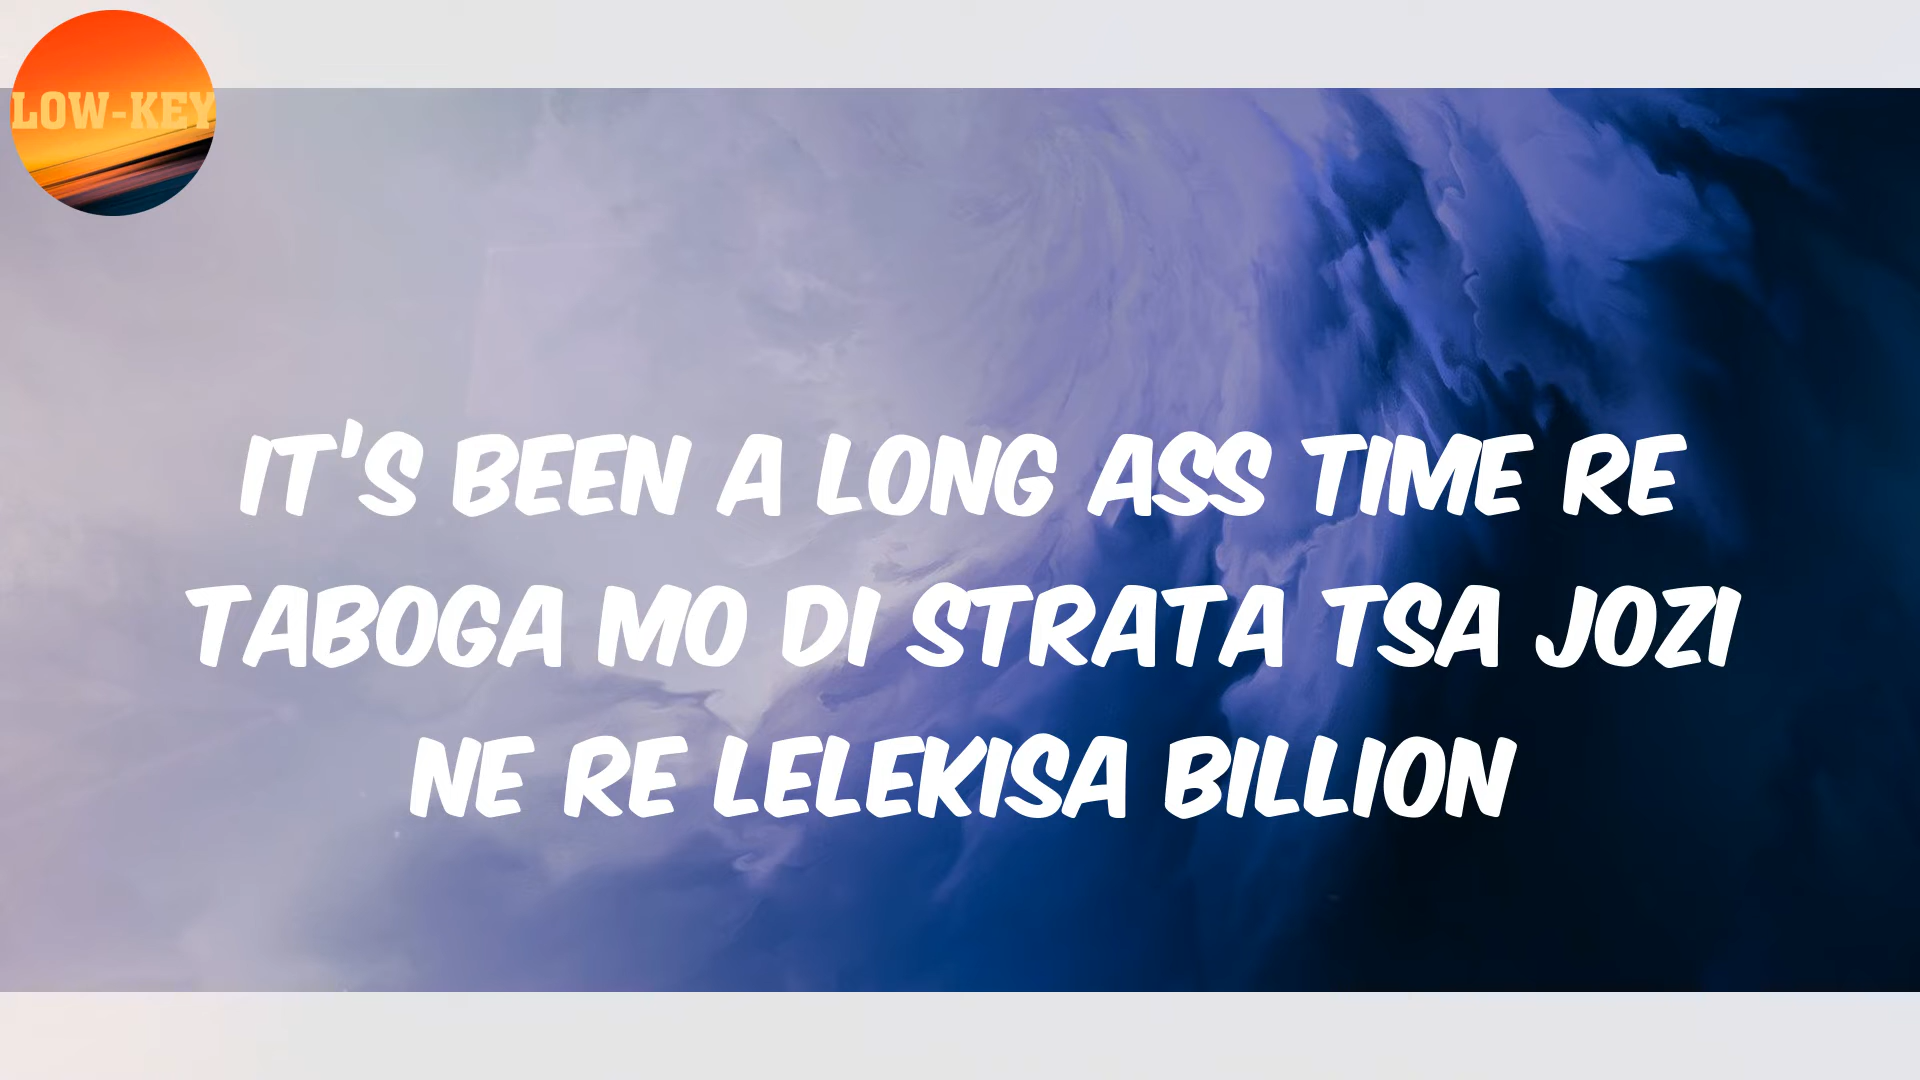 LOW-KEY
IT'S BEEN A LONG ASS TIME RE
TABOGA MO DI STRATA TSA JOZI
NE RE LELEKISA BILLION